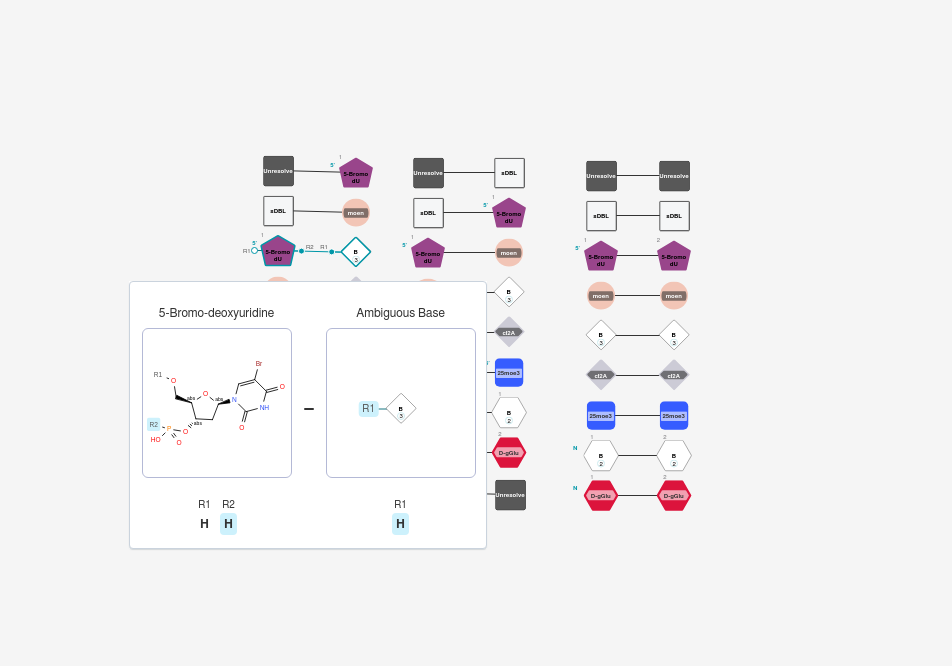 1
5'
Unresolve
5-Bromo
dU
sDBL
moen
1
5'
R1
5-Bromo
dU
R2
R1
B
3
Unresolve
sDBL
sDBL
1
5'
5-Bromo
dU
1
5'
5-Bromo
dU
moen
B
3
cl2A
5'
25moe3
1
B
2
2
D-gGlu
Unresolve
Unresolve
Unresolve
sDBL
sDBL
1
2
5'
5-Bromo
dU
5-Bromo
dU
moen
moen
B
3
B
3
cl2A
cl2A
25moe3
25moe3
1
2
N
B
2
B
2
1
2
N
D-gGlu
D-gGlu
5-Bromo-deoxyuridine
Ambiguous Base
R1
O
Br
O
abs
O
abs
N
NH
O
abs
O
R2
P
HO
O
R1
B
3
R1 R2
H H
R1
H